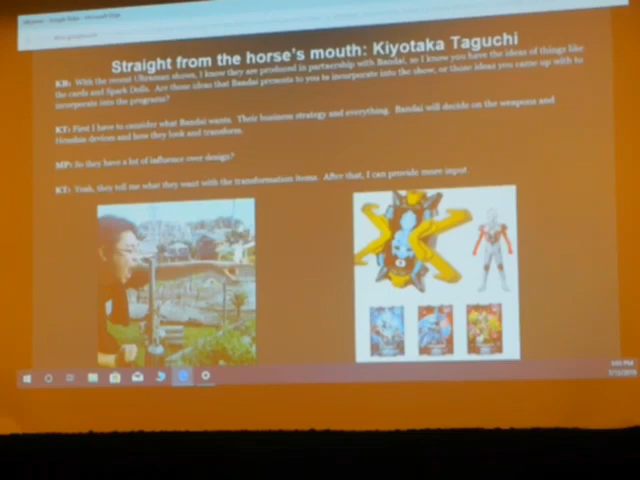 Straight from the horse's mouth: Kiyotaka Taguchi
KB: With the recent Ultraman shows, I know they are produced in partnership with Bandai, so I know you have the ideas of things like
the cards and Spark Dolls. Are those ideas that Bandai presents to you to incorporate into the show, or those ideas you came up with to
incorporate into the programs?
KT: First I have to consider what Bandai wants. Their business strategy and everything. Bandai will decide on the weapons and
Henshin devices and how they look and transform.
MP: So they have a lot of influence over design?
KT: Yeah, they tell me what they want with the transformation items. After that, I can provide more input